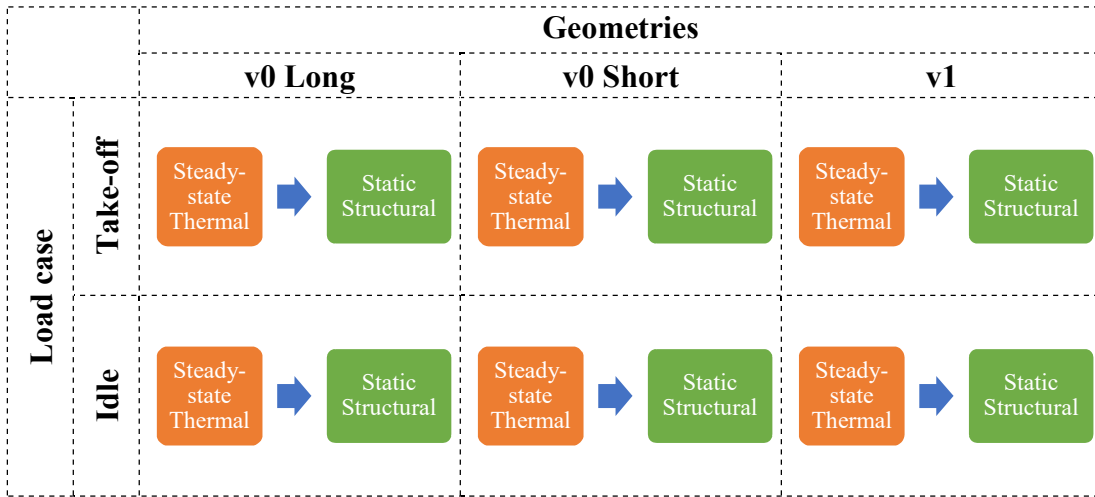 Geometries
v0 Long
v0 Short
v1
Load case
Take-off
Steady-
state
Thermal
Static
Structural
Steady-
state
Thermal
Static
Structural
Steady-
state
Thermal
Static
Structural
Idle
Steady-
state
Thermal
Static
Structural
Steady-
state
Thermal
Static
Structural
Steady-
state
Thermal
Static
Structural